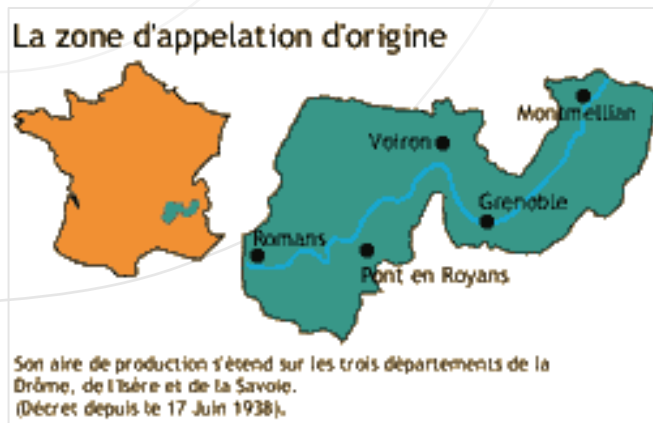 La zone d'appelation d'origine
Montmellian
Voiron
Grenoble
Romans
Pont en Royans
Son aire de production s'étend sur les trois départements de la
Drôme, de l'Isère et de la Savoie.
(Décret depuis le 17 Juin 1938).